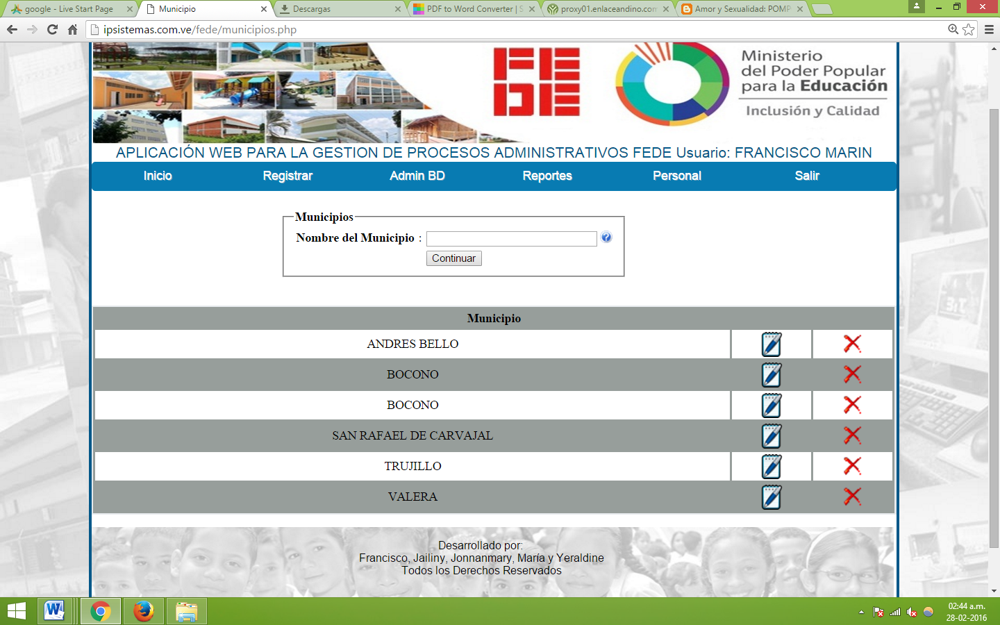 google - Live Start Page
Municipio
Descargas
PDF to Word Converter | S
proxy01.enlaceandino.com
Amor y Sexualidad: POMP
ipsistemas.com.ve/fede/municipios.php
FE
DE
Ministerio
del Poder Popular
para la Educación
Inclusión y Calidad
APLICACIÓN WEB PARA LA GESTION DE PROCESOS ADMINISTRATIVOS FEDE Usuario: FRANCISCO MARIN
Inicio Registrar Admin BD Reportes Personal Salir
Municipios
Nombre del Municipio :
Continuar
Municipio
ANDRES BELLO
BOCONO
BOCONO
SAN RAFAEL DE CARVAJAL
TRUJILLO
VALERA
Desarrollado por:
Francisco, Jailiny, Jonnanmary, María y Yeraldine
Todos los Derechos Reservados
02:44 a.m.
28-02-2016